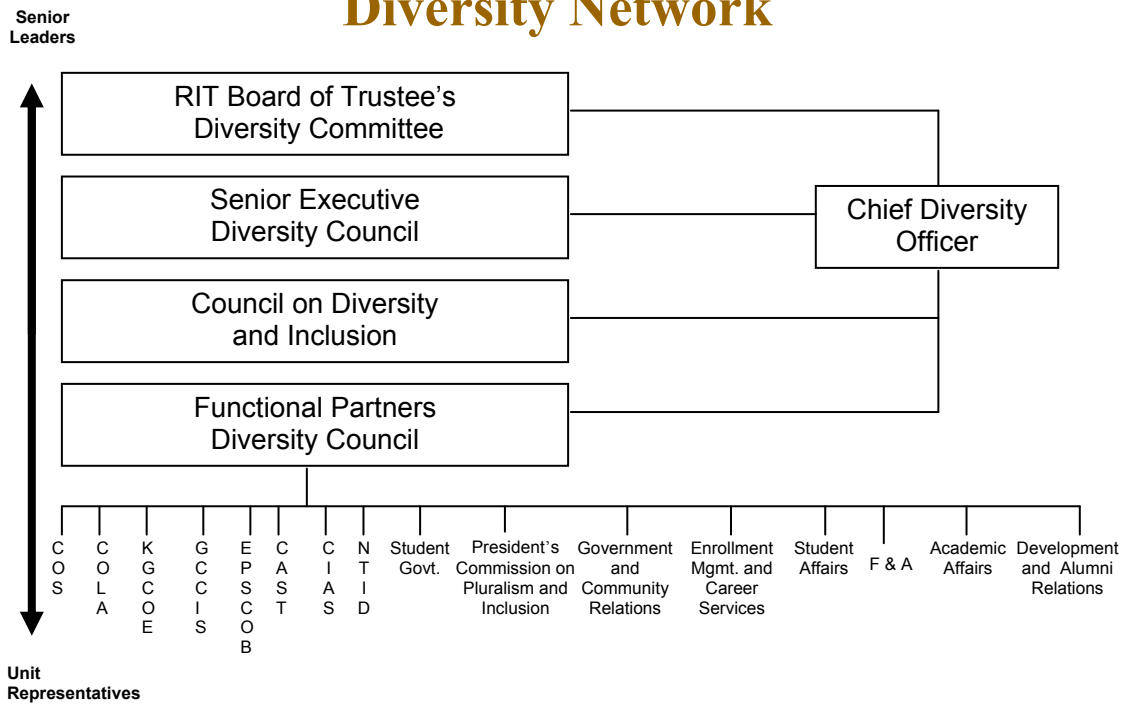 Diversity Network
Senior
Leaders
RIT Board of Trustee's
Diversity Committee
Senior Executive
Diversity Council
Chief Diversity
Officer
Council on Diversity
and Inclusion
Functional Partners
Diversity Council
COS
COLA
KGCOE
GCCIS
EPSCOB
CAST
CIAS
NTID
Student
Govt.
President's
Commission on
Pluralism and
Inclusion
Government
and
Community
Relations
Enrollment
Mgmt. and
Career
Services
Student
Affairs
F & A
Academic
Affairs
Development
and Alumni
Relations
Unit
Representatives